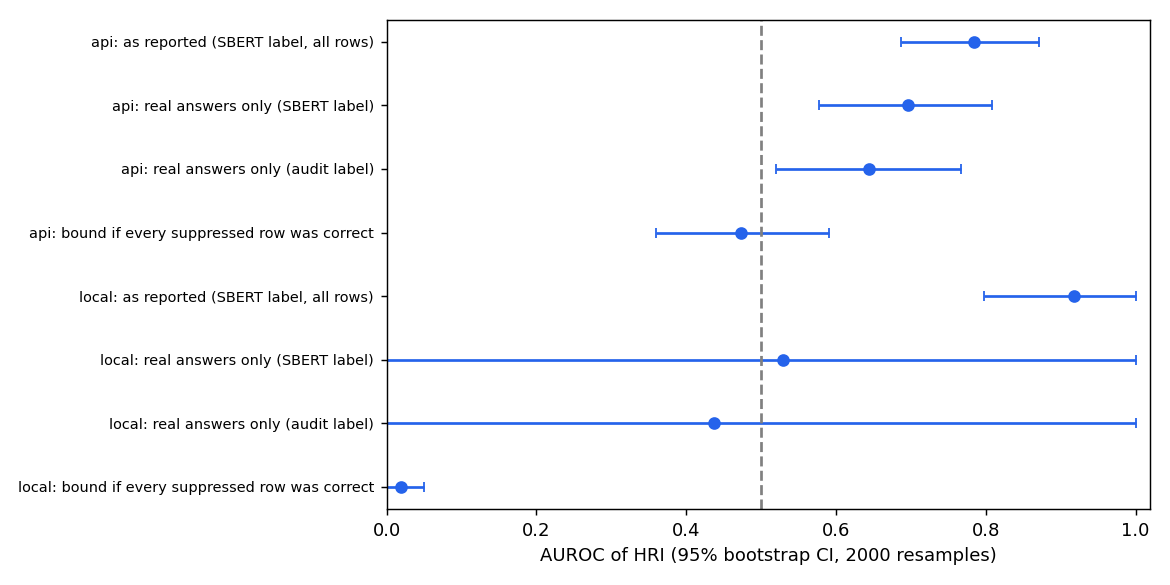 api: as reported (SBERT label, all rows)
api: real answers only (SBERT label)
api: real answers only (audit label)
api: bound if every suppressed row was correct
local: as reported (SBERT label, all rows)
local: real answers only (SBERT label)
local: real answers only (audit label)
local: bound if every suppressed row was correct
0.0 0.2 0.4 0.6 0.8 1.0
AUROC of HRI (95% bootstrap CI, 2000 resamples)